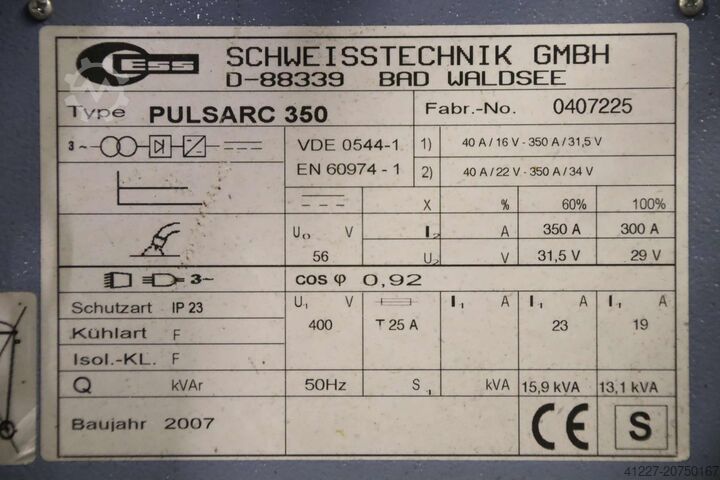 ESS SCHWEISSTECHNIK GMBH
D-88339 BAD WALDSEE
Type PULSARC 350 Fabr.-No. 0407225
3~ VDE 0544-1 1) 40 A / 16 V - 350 A / 31,5 V
EN 60974 - 1 2) 40 A / 22 V - 350 A / 34 V
X % 60% 100%
U₀ V I₂ A 350 A 300 A
56 U₂ V 31,5 V 29 V
3~ cos φ 0,92
Schutzart IP 23 U₁ V I₁ A I₁ A I₁ A
Kühlart F 400 T 25 A 23 19
Isol.-KL. F
Q kVAr 50Hz S₁ kVA 15,9 kVA 13,1 kVA
Baujahr 2007 CE S
41227-20750167